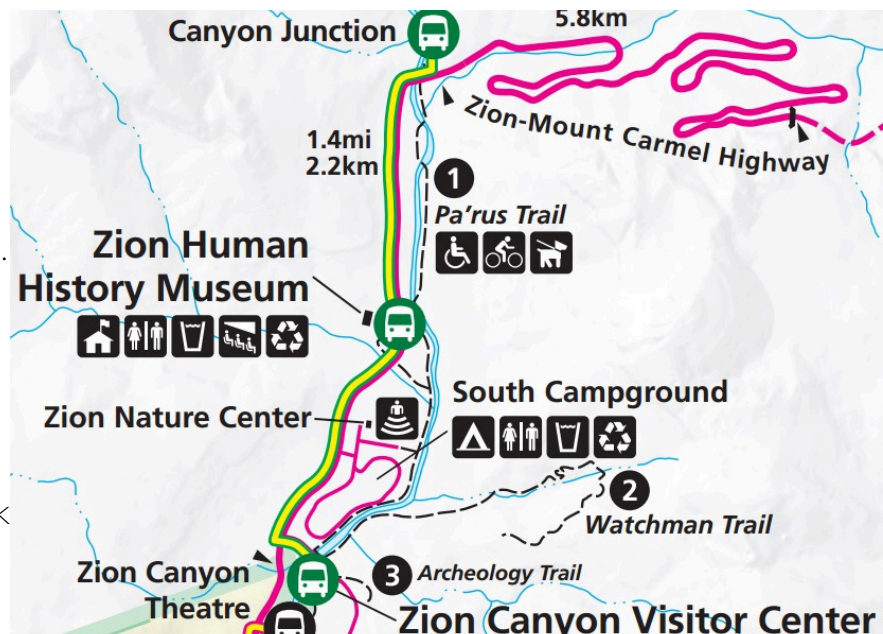 Canyon Junction
5.8km
Zion-Mount Carmel Highway
1.4mi
2.2km
1
Pa'rus Trail
Zion Human
History Museum
South Campground
Zion Nature Center
2
Watchman Trail
Zion Canyon
Theatre
3 Archeology Trail
Zion Canyon Visitor Center